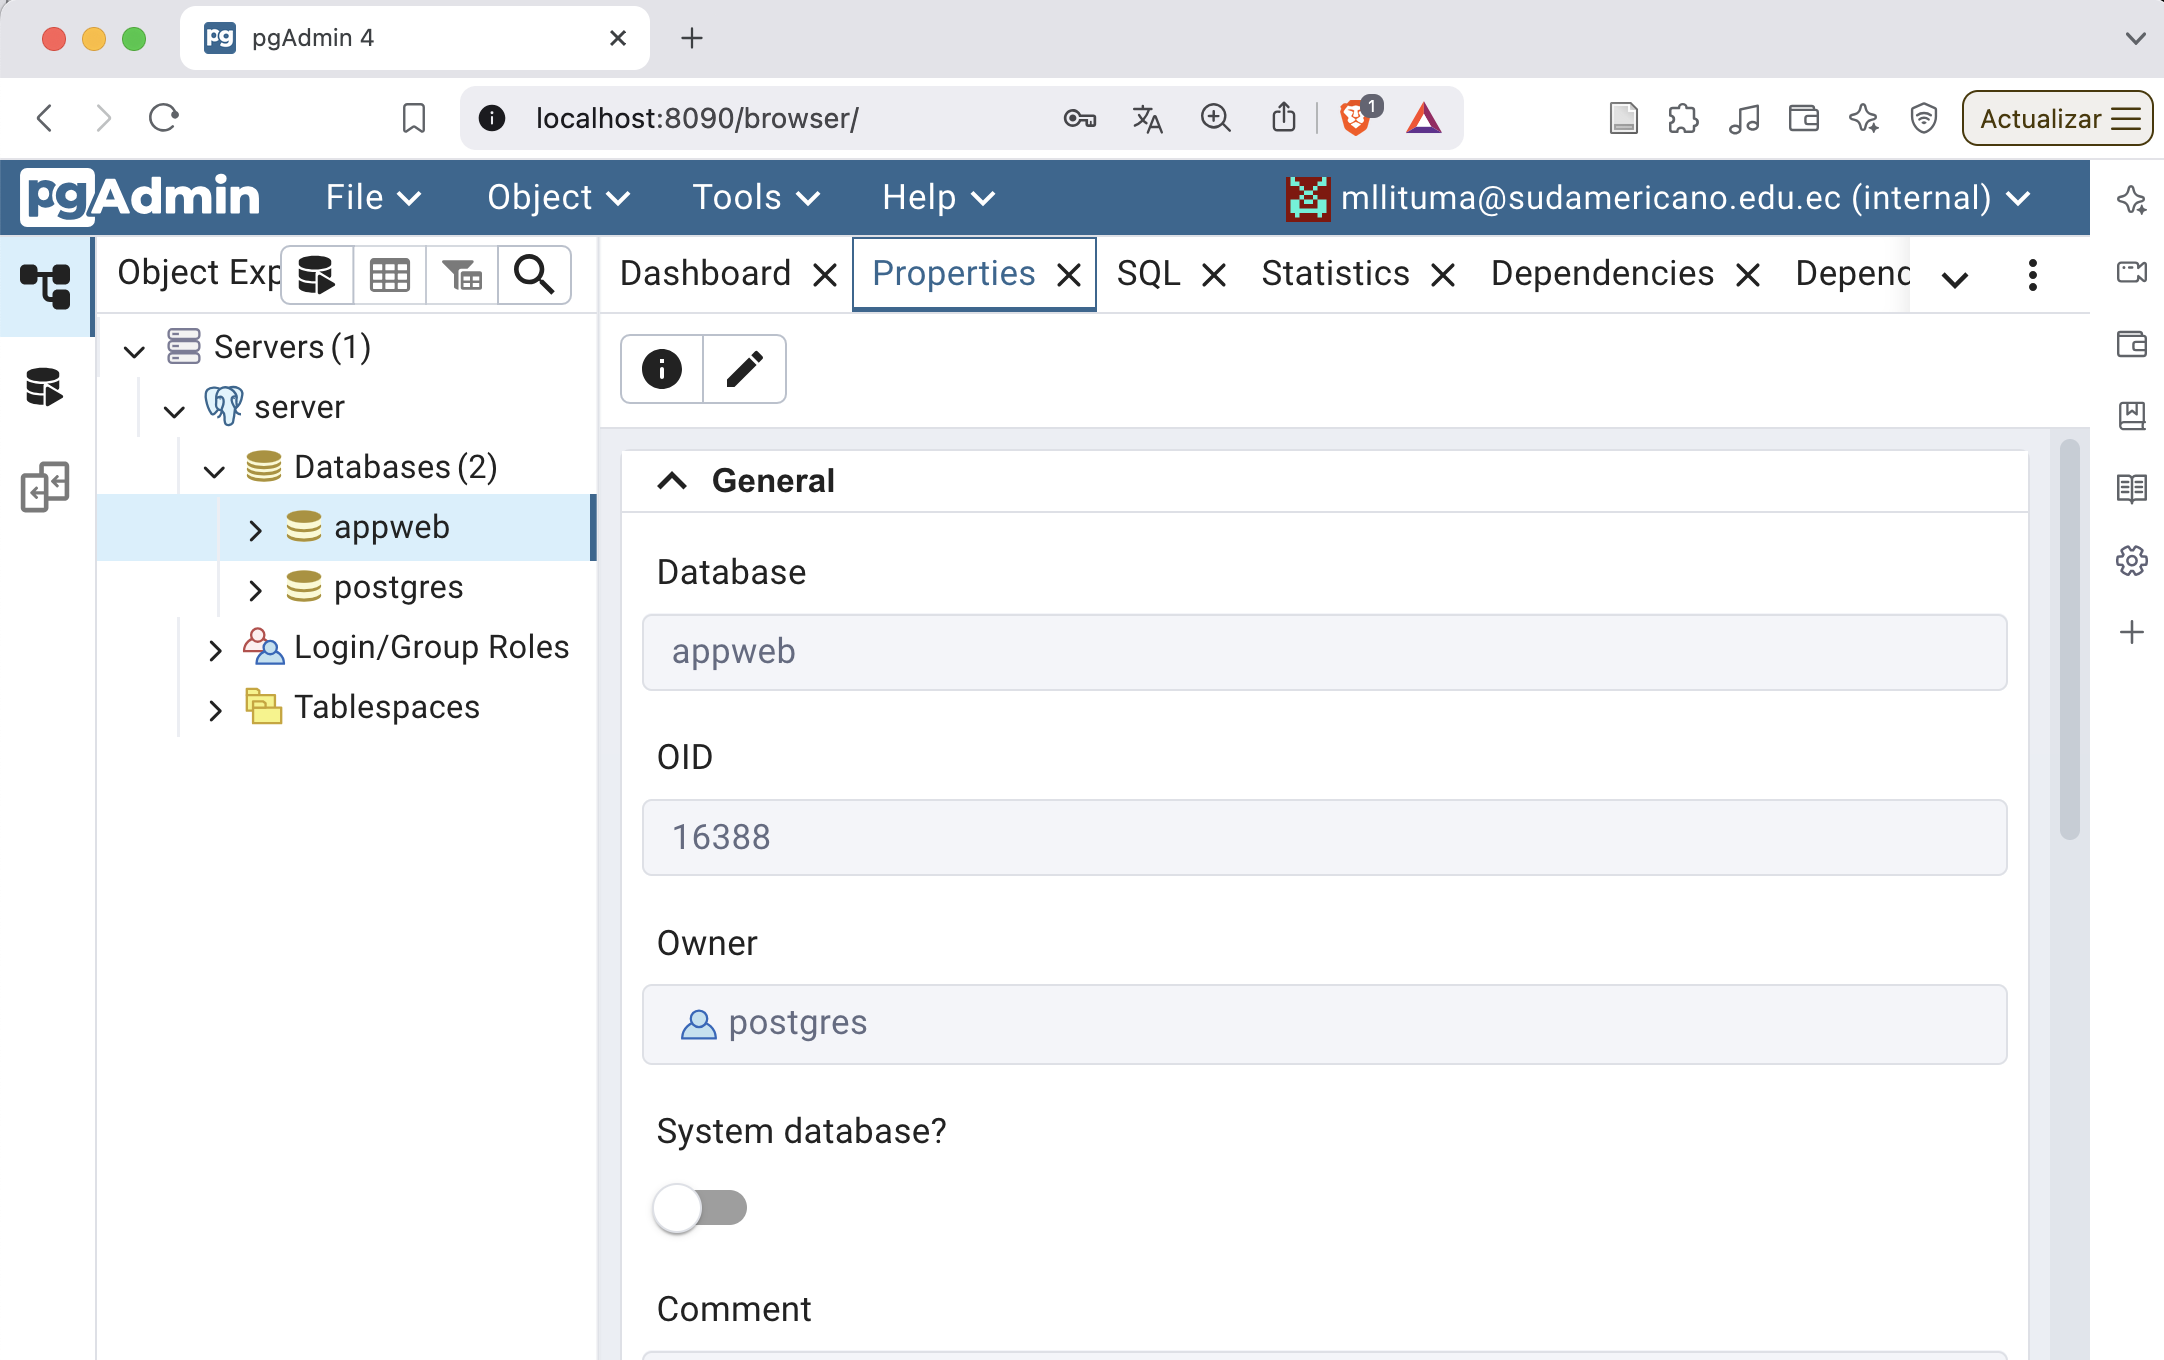 pg pgAdmin 4
localhost:8090/browser/
1
Actualizar
pgAdmin File Object Tools Help mllituma@sudamericano.edu.ec (internal)
Object Exp
Dashboard Properties SQL Statistics Dependencies Depend
Servers (1)
server
Databases (2)
appweb
postgres
Login/Group Roles
Tablespaces
General
Database
appweb
OID
16388
Owner
postgres
System database?
Comment